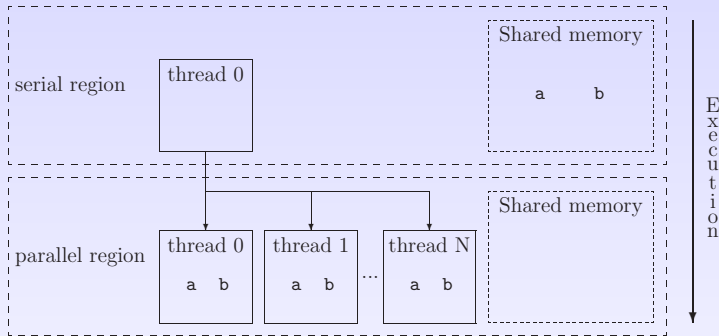 Shared memory
thread 0
serial region
a b
Execution
Shared memory
thread 0 thread 1 thread N
parallel region
a b a b ... a b